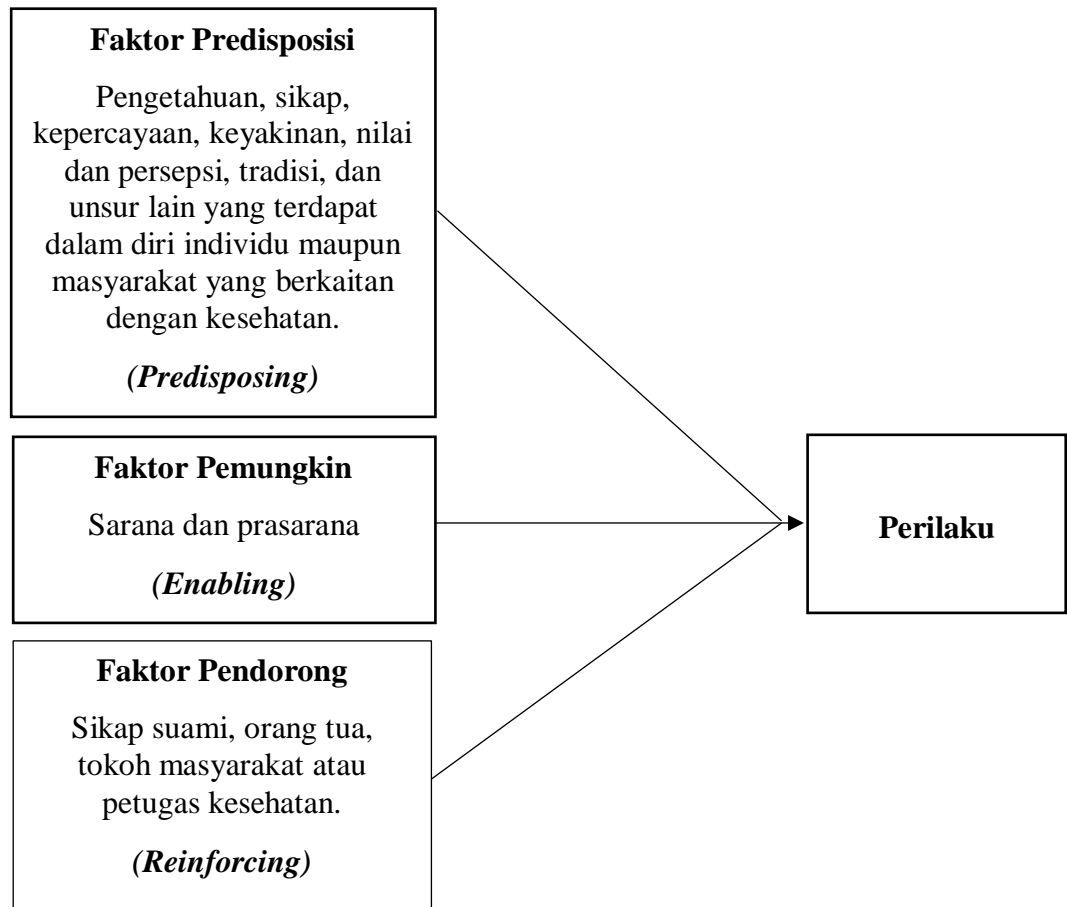 Faktor Predisposisi
Pengetahuan, sikap,
kepercayaan, keyakinan, nilai
dan persepsi, tradisi, dan
unsur lain yang terdapat
dalam diri individu maupun
masyarakat yang berkaitan
dengan kesehatan.
(Predisposing)
Faktor Pemungkin
Sarana dan prasarana
(Enabling)
Faktor Pendorong
Sikap suami, orang tua,
tokoh masyarakat atau
petugas kesehatan.
(Reinforcing)
Perilaku